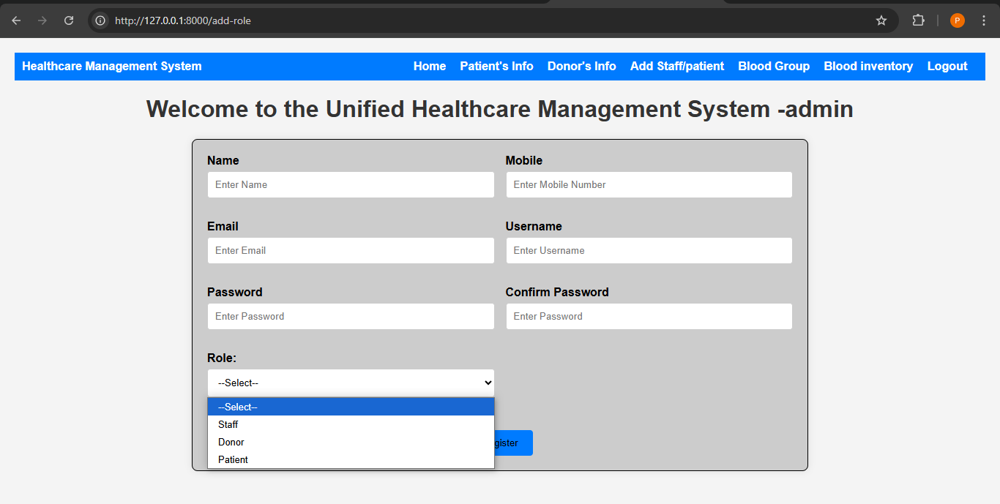 http://127.0.0.1:8000/add-role
P
Healthcare Management System Home Patient's Info Donor's Info Add Staff/patient Blood Group Blood inventory Logout
Welcome to the Unified Healthcare Management System -admin
Name Mobile
Enter Name Enter Mobile Number
Email Username
Enter Email Enter Username
Password Confirm Password
Enter Password Enter Password
Role:
--Select--
--Select--
Staff
Donor
gister
Patient